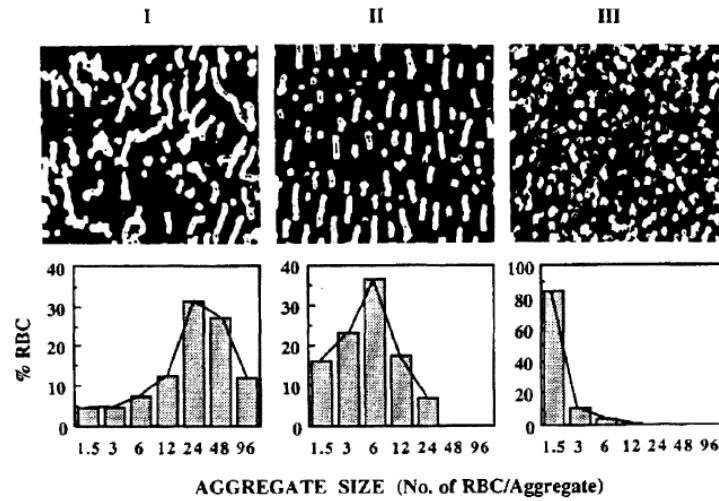 I II III
40 40 100
30 30 80
20 20 60
10 10 40
0 0 20
0
% RBC
1.5 3 6 12 24 48 96 1.5 3 6 12 24 48 96 1.5 3 6 12 24 48 96
AGGREGATE SIZE (No. of RBC/Aggregate)